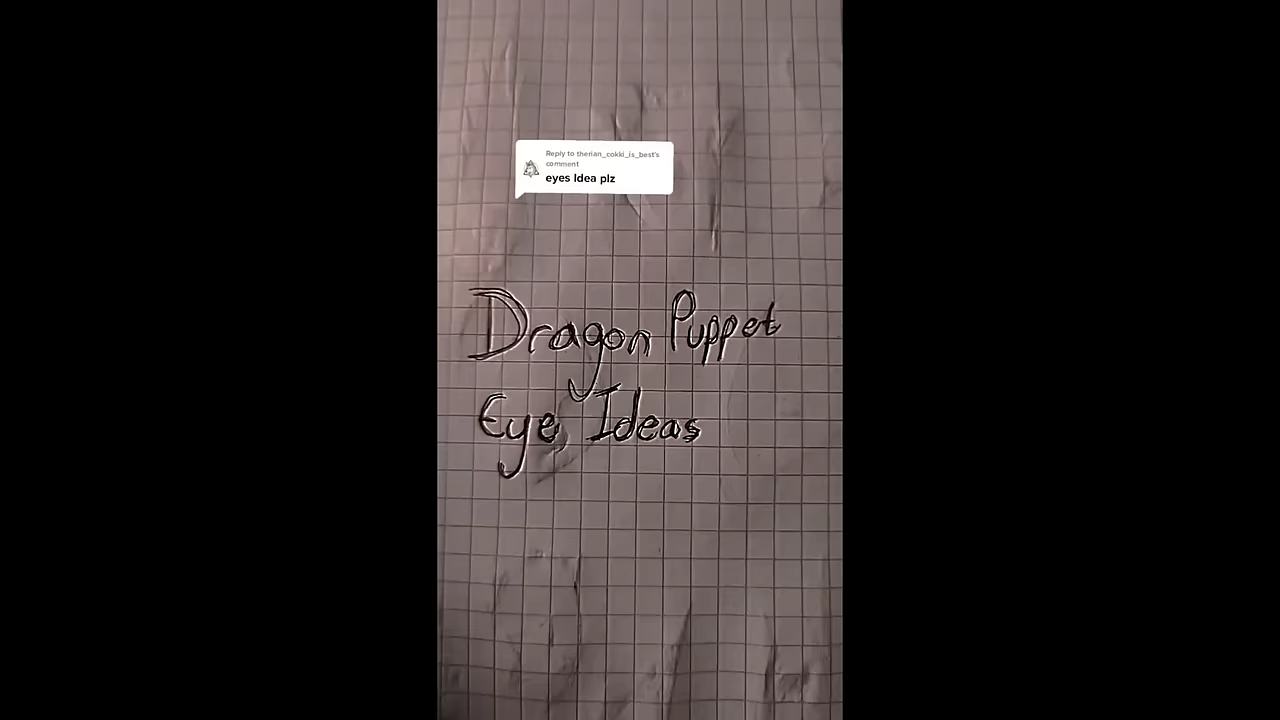 Reply to therian_cokki_is_best's
comment
eyes Idea plz
Dragon Puppet
Eye Ideas